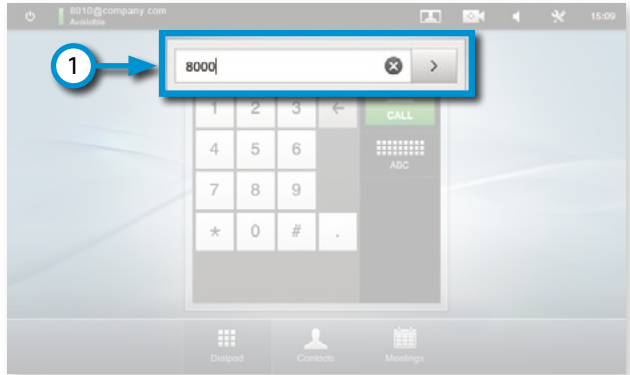 8010@company.com
Available
15:09
1
8000
1 2 3
CALL
4 5 6
ABC
7 8 9
* 0 # .
Dialpad Contacts Meetings